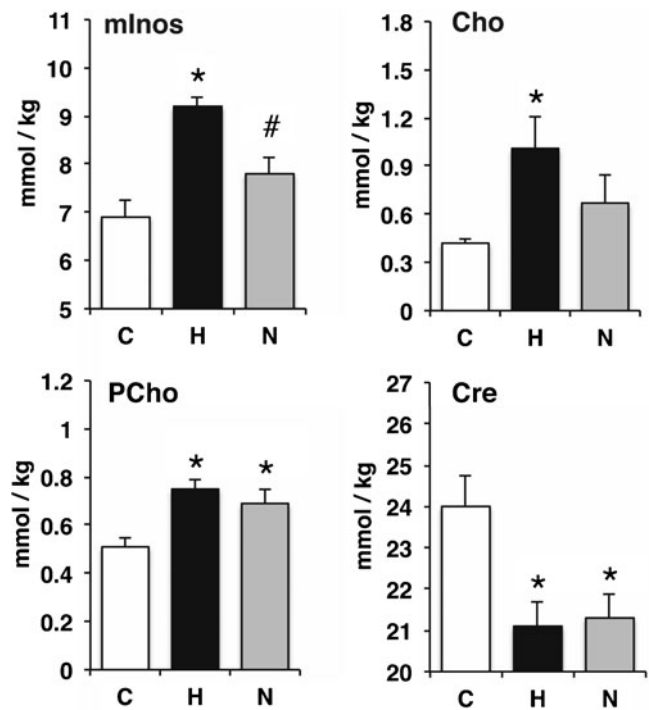 mInos
mmol / kg
11
10
9
8
7
6
5
*
#
C H N
Cho
mmol / kg
1.8
1.5
1.2
0.9
0.6
0.3
0
*
C H N
PCho
mmol / kg
1.2
1
0.8
0.6
0.4
0.2
0
* *
C H N
Cre
mmol / kg
27
26
25
24
23
22
21
20
* *
C H N